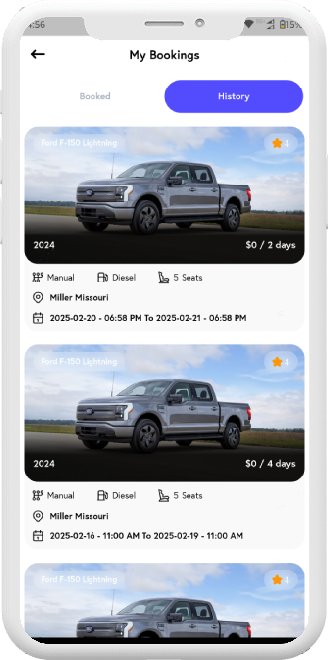 :56
15%
My Bookings
Booked
History
Ford F-150 Lightning
4
2024
$0 / 2 days
Manual
Diesel
5 Seats
Miller Missouri
2025-02-20 - 06:58 PM To 2025-02-21 - 06:58 PM
Ford F-150 Lightning
4
2024
$0 / 4 days
Manual
Diesel
5 Seats
Miller Missouri
2025-02-16 - 11:00 AM To 2025-02-19 - 11:00 AM
Ford F-150 Lightning
4